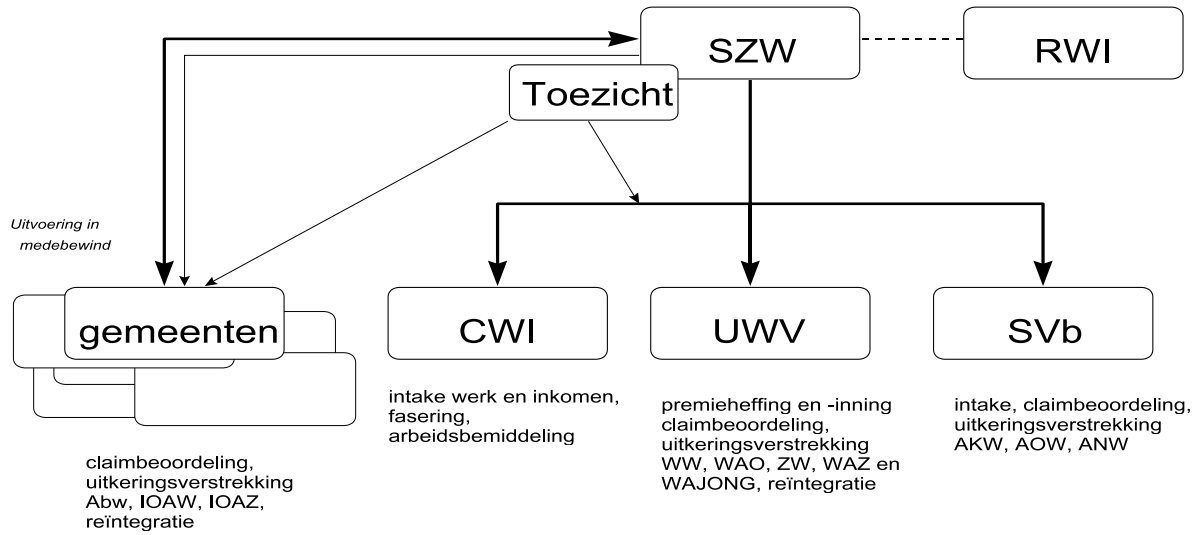 SZW
RWI
Toezicht
Uitvoering in
medebewind
gemeenten
CWI
UWV
SVb
claimbeoordeling,
uitkeringsverstrekking
Abw, IOAW, IOAZ,
reïntegratie
intake werk en inkomen,
fasering,
arbeidsbemiddeling
premieheffing en -inning
claimbeoordeling,
uitkeringsverstrekking
WW, WAO, ZW, WAZ en
WAJONG, reïntegratie
intake, claimbeoordeling,
uitkeringsverstrekking
AKW, AOW, ANW